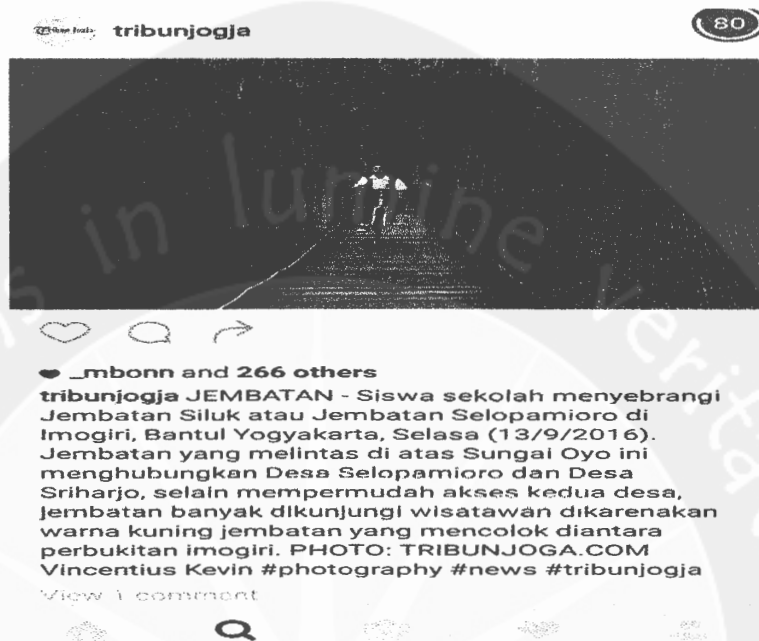 tribunjogja
80
in lumine verita
_mbonn and 266 others
tribunjogja JEMBATAN - Siswa sekolah menyebrangi
Jembatan Siluk atau Jembatan Selopamioro di
Imogiri, Bantul Yogyakarta, Selasa (13/9/2016).
Jembatan yang melintas di atas Sungai Oyo ini
menghubungkan Desa Selopamioro dan Desa
Sriharjo, selain mempermudah akses kedua desa,
jembatan banyak dikunjungi wisatawan dikarenakan
warna kuning jembatan yang mencolok diantara
perbukitan imogiri. PHOTO: TRIBUNJOGA.COM
Vincentius Kevin #photography #news #tribunjogja
View 1 comment